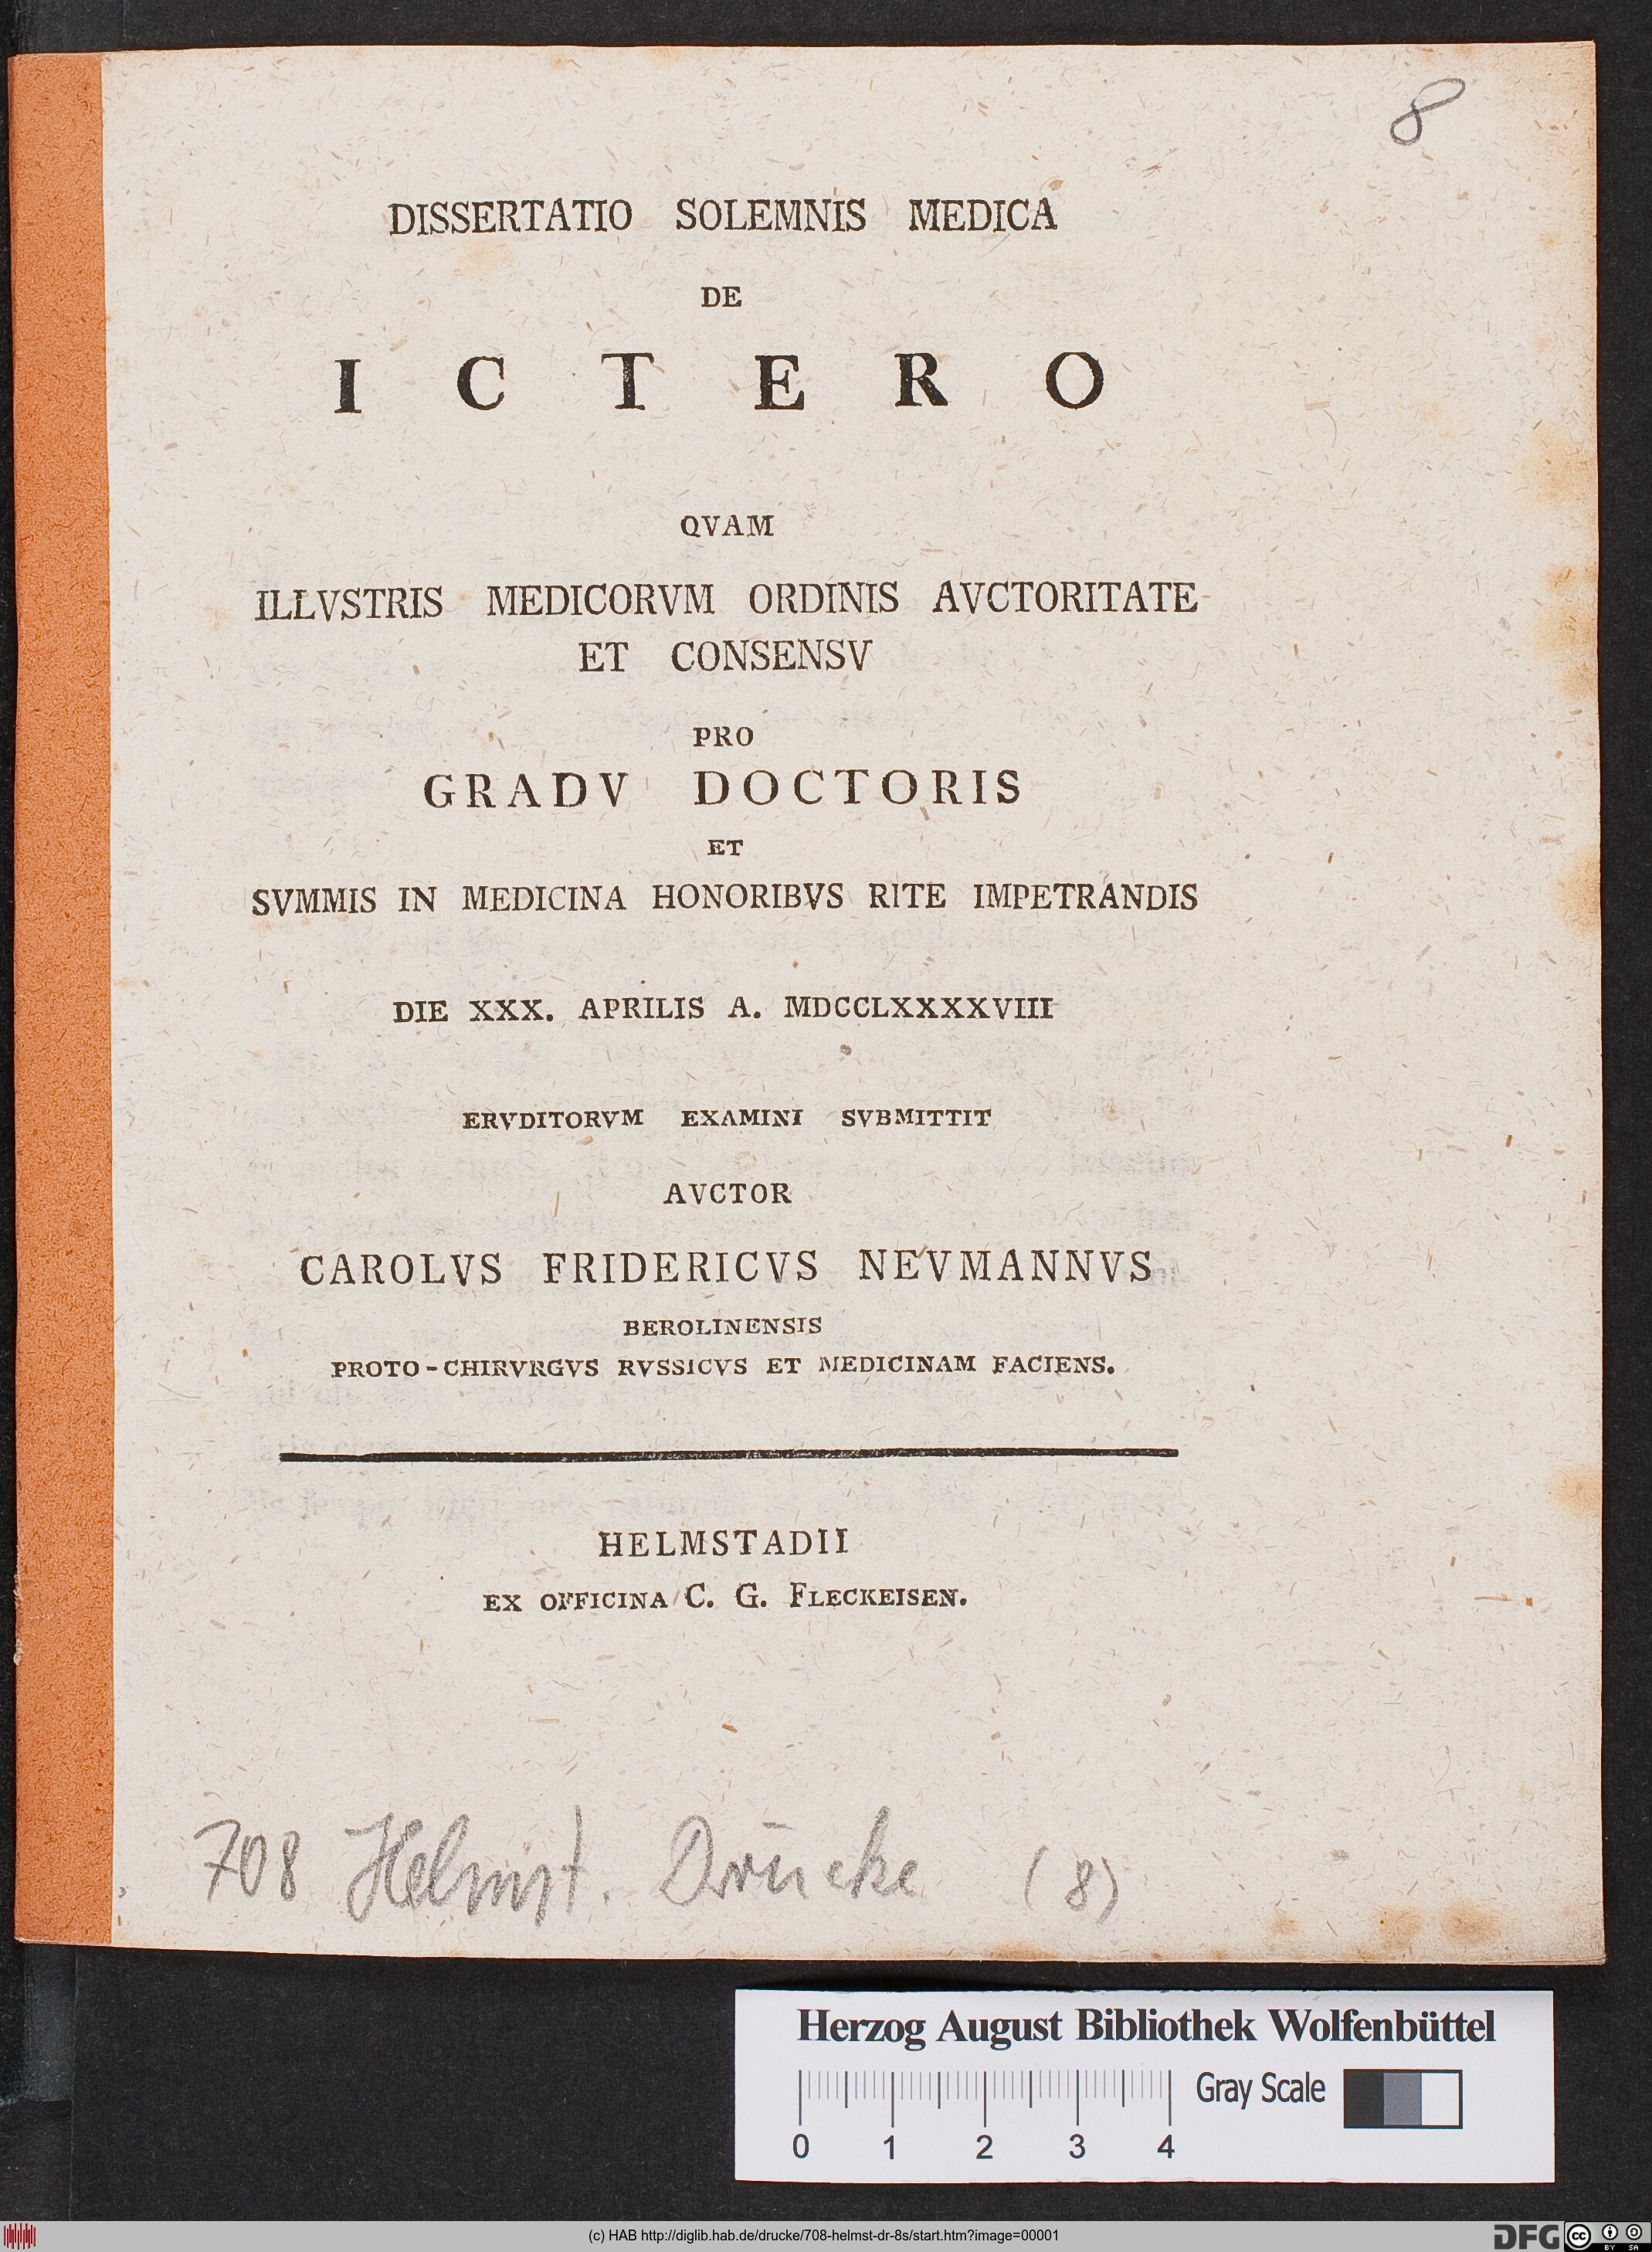 8
DISSERTATIO SOLEMNIS MEDICA
DE
ICTERO
QVAM
ILLVSTRIS MEDICORVM ORDINIS AVCTORITATE
ET CONSENSV
PRO
GRADV DOCTORIS
ET
SVMMIS IN MEDICINA HONORIBVS RITE IMPETRANDIS
DIE XXX. APRILIS A. MDCCLXXXXVIII
ERVDITORVM EXAMINI SVBMITTIT
AVCTOR
CAROLVS FRIDERICVS NEVMANNVS
BEROLINENSIS
PROTO-CHIRVRGVS RVSSICVS ET MEDICINAM FACIENS.
HELMSTADII
EX OFFICINA C. G. FLECKEISEN.
708 Helmst. Drucke (8)
Herzog August Bibliothek Wolfenbüttel
Gray Scale
0 1 2 3 4
(c) HAB http://diglib.hab.de/drucke/708-helmst-dr-8s/start.htm?image=00001
DFG cc BY SA